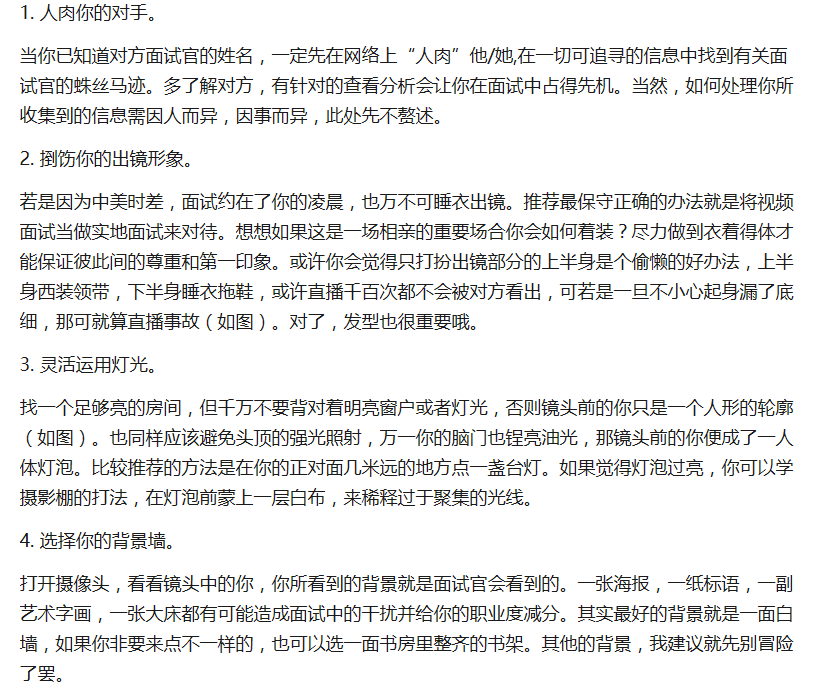 1. 人肉你的对手。
当你已知道对方面试官的姓名，一定先在网络上“人肉”他/她,在一切可追寻的信息中找到有关面
试官的蛛丝马迹。多了解对方，有针对的查看分析会让你在面试中占得先机。当然，如何处理你所
收集到的信息需因人而异，因事而异，此处先不赘述。
2. 捯饬你的出镜形象。
若是因为中美时差，面试约在了你的凌晨，也万不可睡衣出镜。推荐最保守正确的办法就是将视频
面试当做实地面试来对待。想想如果这是一场相亲的重要场合你会如何着装？尽力做到衣着得体才
能保证彼此间的尊重和第一印象。或许你会觉得只打扮出镜部分的上半身是个偷懒的好办法，上半
身西装领带，下半身睡衣拖鞋，或许直播千百次都不会被对方看出，可若是一旦不小心起身漏了底
细，那可就算直播事故（如图）。对了，发型也很重要哦。
3. 灵活运用灯光。
找一个足够亮的房间，但千万不要背对着明亮窗户或者灯光，否则镜头前的你只是一个人形的轮廓
（如图）。也同样应该避免头顶的强光照射，万一你的脑门也锃亮油光，那镜头前的你便成了一人
体灯泡。比较推荐的方法是在你的正对面几米远的地方点一盏台灯。如果觉得灯泡过亮，你可以学
摄影棚的打法，在灯泡前蒙上一层白布，来稀释过于聚集的光线。
4. 选择你的背景墙。
打开摄像头，看看镜头中的你，你所看到的背景就是面试官会看到的。一张海报，一纸标语，一副
艺术字画，一张大床都有可能造成面试中的干扰并给你的职业度减分。其实最好的背景就是一面白
墙，如果你非要来点不一样的，也可以选一面书房里整齐的书架。其他的背景，我建议就先别冒险
了罢。